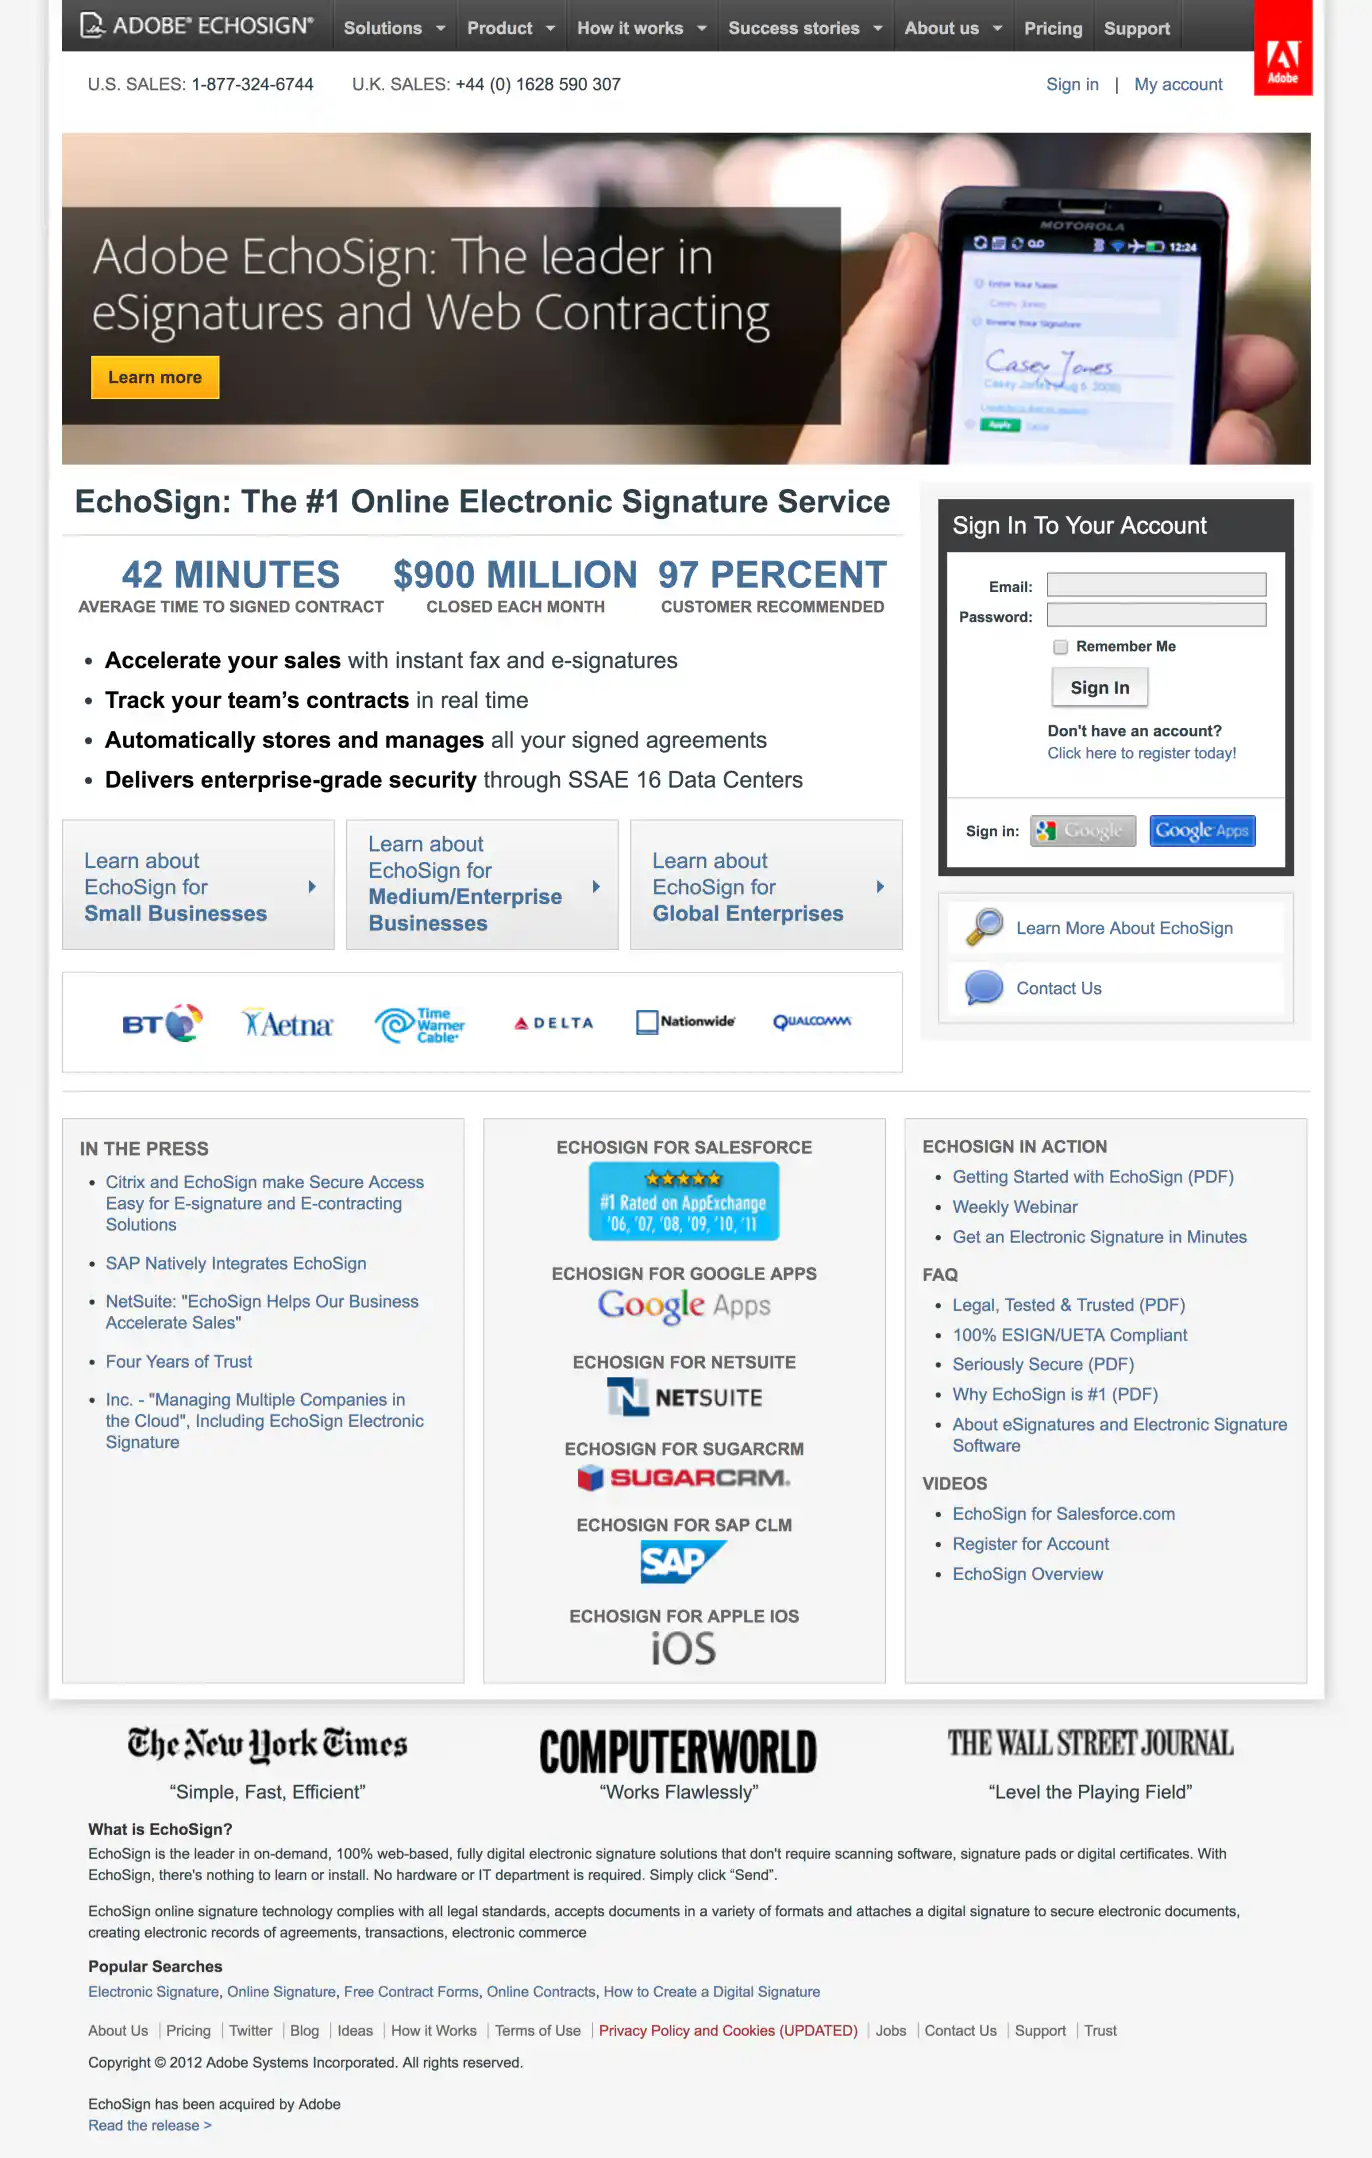 ADOBE® ECHOSIGN®
Solutions
Product
How it works
Success stories
About us
Pricing
Support
Adobe
U.S. SALES: 1-877-324-6744
U.K. SALES: +44 (0) 1628 590 307
Sign in | My account
Adobe EchoSign: The leader in
eSignatures and Web Contracting
Learn more
MOTOROLA
12:24
Enter Your Name
Casey Jones
Review Your Signature
Casey Jones
Apply
EchoSign: The #1 Online Electronic Signature Service
42 MINUTES
AVERAGE TIME TO SIGNED CONTRACT
$900 MILLION
CLOSED EACH MONTH
97 PERCENT
CUSTOMER RECOMMENDED
• Accelerate your sales with instant fax and e-signatures
• Track your team’s contracts in real time
• Automatically stores and manages all your signed agreements
• Delivers enterprise-grade security through SSAE 16 Data Centers
Learn about
EchoSign for
Small Businesses
Learn about
EchoSign for
Medium/Enterprise
Businesses
Learn about
EchoSign for
Global Enterprises
BT
Aetna
Time
Warner
Cable
DELTA
Nationwide
QUALCOMM
Sign In To Your Account
Email:
Password:
Remember Me
Sign In
Don't have an account?
Click here to register today!
Sign in:
Google
Google Apps
Learn More About EchoSign
Contact Us
IN THE PRESS
• Citrix and EchoSign make Secure Access
Easy for E-signature and E-contracting
Solutions
• SAP Natively Integrates EchoSign
• NetSuite: "EchoSign Helps Our Business
Accelerate Sales"
• Four Years of Trust
• Inc. - "Managing Multiple Companies in
the Cloud", Including EchoSign Electronic
Signature
ECHOSIGN FOR SALESFORCE
#1 Rated on AppExchange
'06, '07, '08, '09, '10, '11
ECHOSIGN FOR GOOGLE APPS
Google Apps
ECHOSIGN FOR NETSUITE
N NETSUITE
ECHOSIGN FOR SUGARCRM
SUGARCRM.
ECHOSIGN FOR SAP CLM
SAP
ECHOSIGN FOR APPLE IOS
iOS
ECHOSIGN IN ACTION
• Getting Started with EchoSign (PDF)
• Weekly Webinar
• Get an Electronic Signature in Minutes
FAQ
• Legal, Tested & Trusted (PDF)
• 100% ESIGN/UETA Compliant
• Seriously Secure (PDF)
• Why EchoSign is #1 (PDF)
• About eSignatures and Electronic Signature
Software
VIDEOS
• EchoSign for Salesforce.com
• Register for Account
• EchoSign Overview
The New York Times
“Simple, Fast, Efficient”
COMPUTERWORLD
“Works Flawlessly”
THE WALL STREET JOURNAL
“Level the Playing Field”
What is EchoSign?
EchoSign is the leader in on-demand, 100% web-based, fully digital electronic signature solutions that don't require scanning software, signature pads or digital certificates. With
EchoSign, there's nothing to learn or install. No hardware or IT department is required. Simply click “Send”.
EchoSign online signature technology complies with all legal standards, accepts documents in a variety of formats and attaches a digital signature to secure electronic documents,
creating electronic records of agreements, transactions, electronic commerce
Popular Searches
Electronic Signature, Online Signature, Free Contract Forms, Online Contracts, How to Create a Digital Signature
About Us | Pricing | Twitter | Blog | Ideas | How it Works | Terms of Use | Privacy Policy and Cookies (UPDATED) | Jobs | Contact Us | Support | Trust
Copyright © 2012 Adobe Systems Incorporated. All rights reserved.
EchoSign has been acquired by Adobe
Read the release >